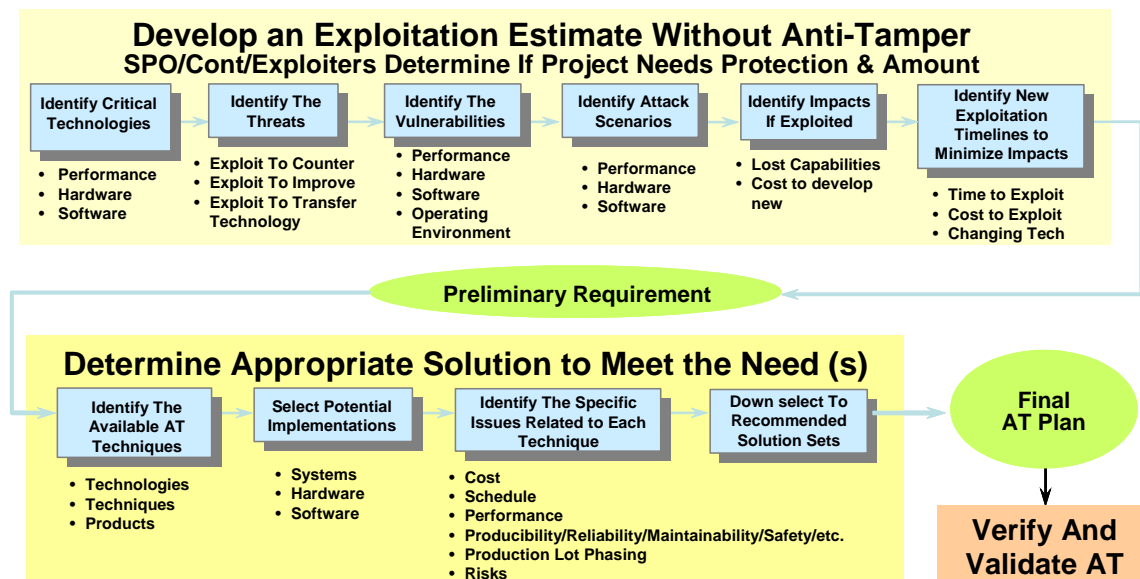 Develop an Exploitation Estimate Without Anti-Tamper
SPO/Cont/Exploiters Determine If Project Needs Protection & Amount
Identify Critical
Technologies
• Performance
• Hardware
• Software
Identify The
Threats
• Exploit To Counter
• Exploit To Improve
• Exploit To Transfer
Technology
Identify The
Vulnerabilities
• Performance
• Hardware
• Software
• Operating
Environment
Identify Attack
Scenarios
• Performance
• Hardware
• Software
Identify Impacts
If Exploited
• Lost Capabilities
• Cost to develop
new
Identify New
Exploitation
Timelines to
Minimize Impacts
• Time to Exploit
• Cost to Exploit
• Changing Tech
Preliminary Requirement
Determine Appropriate Solution to Meet the Need (s)
Identify The
Available AT
Techniques
• Technologies
• Techniques
• Products
Select Potential
Implementations
• Systems
• Hardware
• Software
Identify The Specific
Issues Related to Each
Technique
• Cost
• Schedule
• Performance
• Producibility/Reliability/Maintainability/Safety/etc.
• Production Lot Phasing
• Risks
Down select To
Recommended
Solution Sets
Final
AT Plan
Verify And
Validate AT